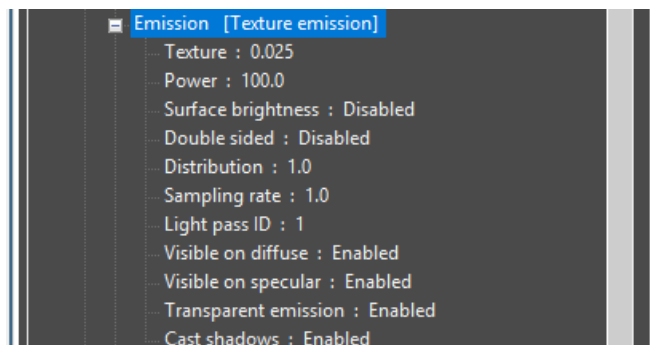 Emission [Texture emission]
Texture : 0.025
Power : 100.0
Surface brightness : Disabled
Double sided : Disabled
Distribution : 1.0
Sampling rate : 1.0
Light pass ID : 1
Visible on diffuse : Enabled
Visible on specular : Enabled
Transparent emission : Enabled
Cast shadows : Enabled